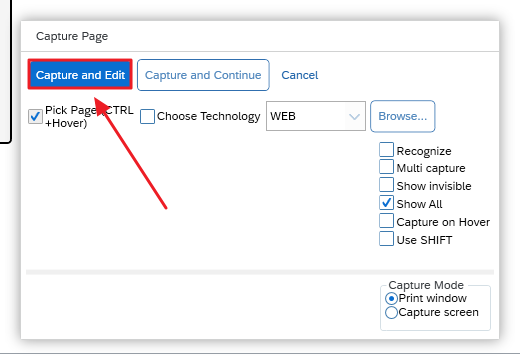 Capture Page
Capture and Edit Capture and Continue Cancel
Pick Page(CTRL
+Hover) Choose Technology WEB Browse...
Recognize
Multi capture
Show invisible
Show All
Capture on Hover
Use SHIFT
Capture Mode
Print window
Capture screen